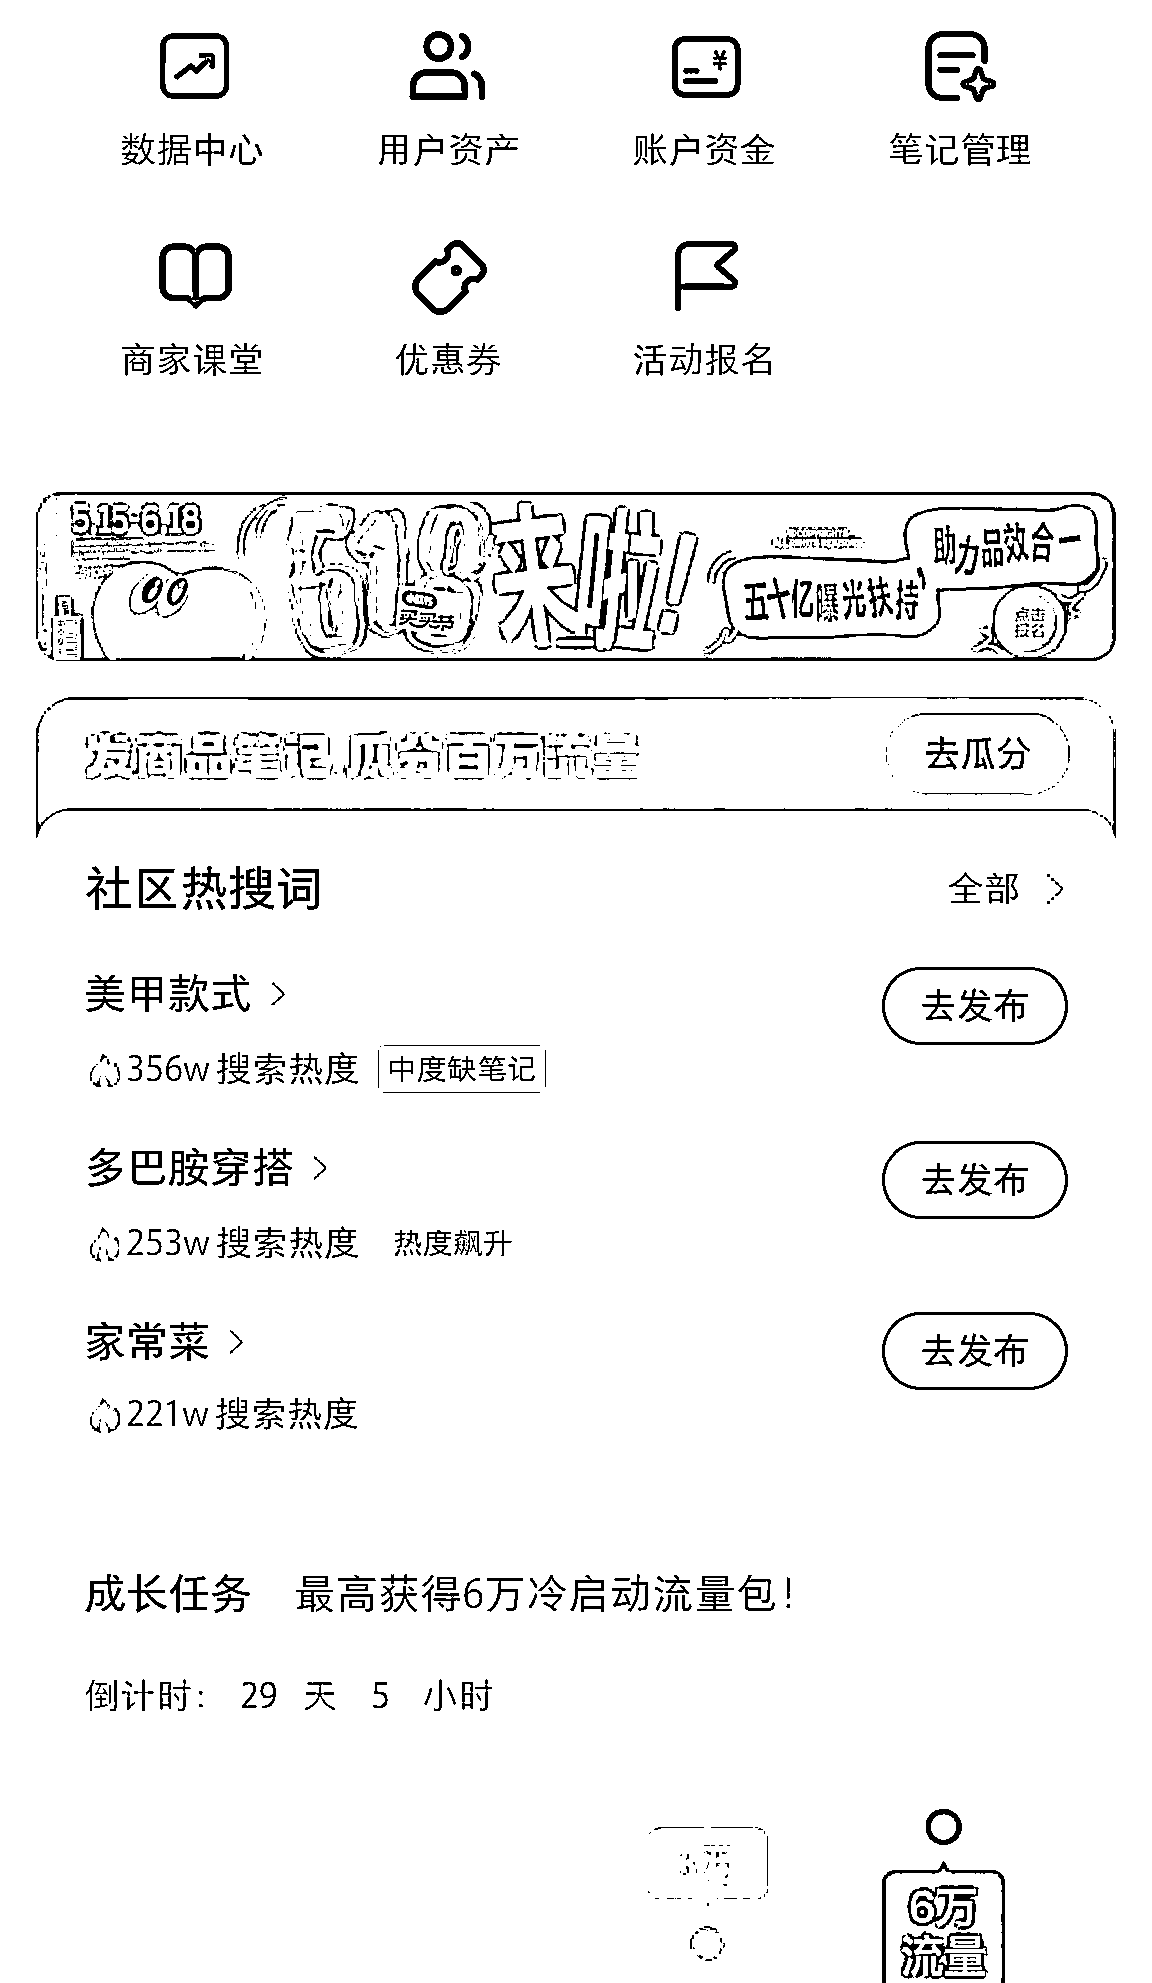 数据中心 用户资产 账户资金 笔记管理
商家课堂 优惠券 活动报名
5.15-6.18
618来啦!
买买节
五十亿曝光扶持
助力品效合一
点击
报名
发商品笔记,瓜分百万流量 去瓜分
社区热搜词 全部 >
美甲款式 > 去发布
356w 搜索热度 中度缺笔记
多巴胺穿搭 > 去发布
253w 搜索热度 热度飙升
家常菜 > 去发布
221w 搜索热度
成长任务 最高获得6万冷启动流量包!
倒计时: 29 天 5 小时
6万
流量